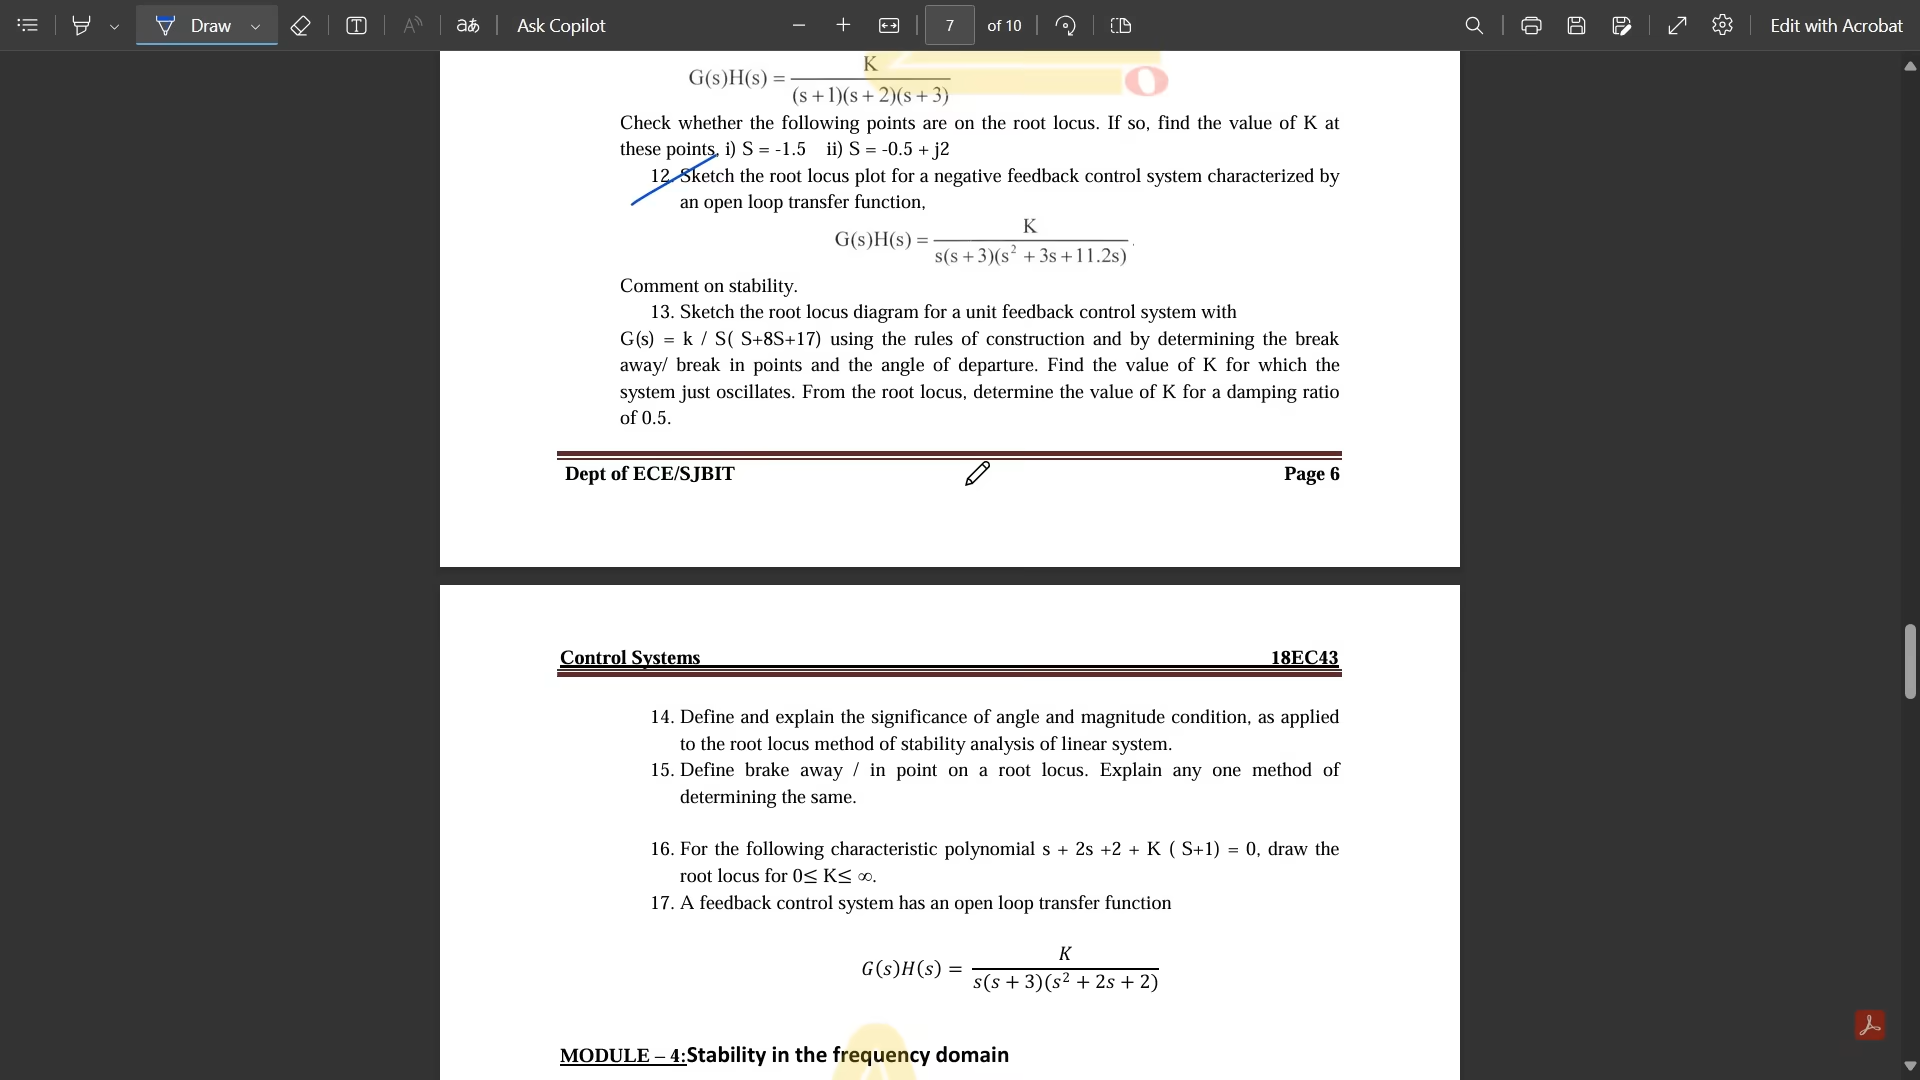 Draw
T
A
aあ
Ask Copilot
7
of 10
Edit with Acrobat
G(s)H(s) = K / (s + 1)(s + 2)(s + 3)
Check whether the following points are on the root locus. If so, find the value of K at
these points. i) S = -1.5 ii) S = -0.5 + j2
12. Sketch the root locus plot for a negative feedback control system characterized by
an open loop transfer function,
G(s)H(s) = K / s(s + 3)(s² + 3s + 11.2s) .
Comment on stability.
13. Sketch the root locus diagram for a unit feedback control system with
G(s) = k / S( S+8S+17) using the rules of construction and by determining the break
away/ break in points and the angle of departure. Find the value of K for which the
system just oscillates. From the root locus, determine the value of K for a damping ratio
of 0.5.
Dept of ECE/SJBIT
Page 6
Control Systems
18EC43
14. Define and explain the significance of angle and magnitude condition, as applied
to the root locus method of stability analysis of linear system.
15. Define brake away / in point on a root locus. Explain any one method of
determining the same.
16. For the following characteristic polynomial s + 2s +2 + K ( S+1) = 0, draw the
root locus for 0≤ K≤ ∞.
17. A feedback control system has an open loop transfer function
G(s)H(s) = K / s(s + 3)(s² + 2s + 2)
MODULE – 4:Stability in the frequency domain